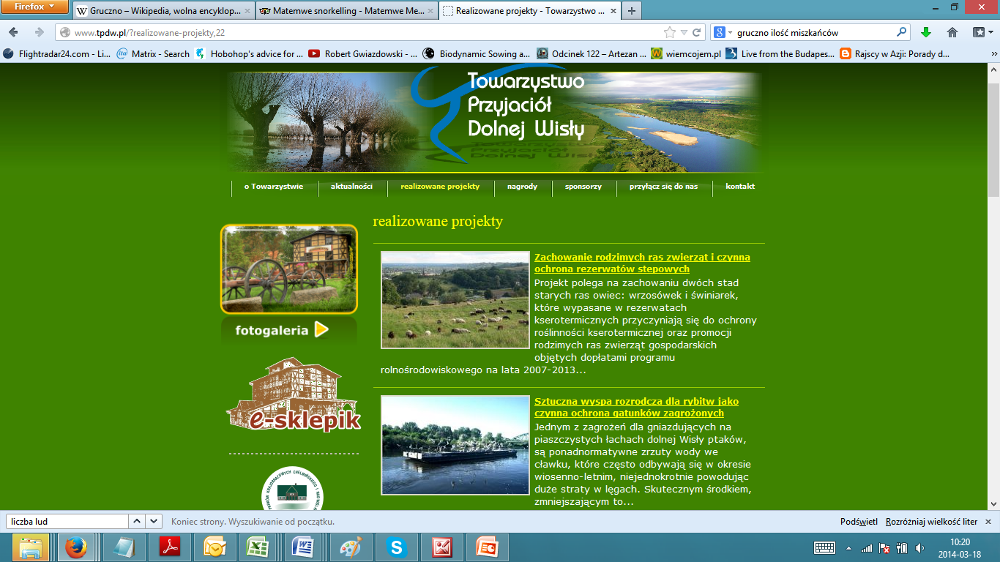 Firefox
Gruczno – Wikipedia, wolna encyklop...
Matemwe snorkelling - Matemwe Me...
Realizowane projekty - Towarzystwo ...
www.tpdw.pl/?realizowane-projekty,22
gruczno ilość miszkańców
Flightradar24.com - Li...
Matrix - Search
Hobohop's advice for ...
Robert Gwiazdowski - ...
Biodynamic Sowing a...
Odcinek 122 – Artezan ...
wiemcojem.pl
Live from the Budapes...
Rajscy w Azji: Porady d...
Towarzystwo
Przyjaciół
Dolnej Wisły
o Towarzystwie
aktualności
realizowane projekty
nagrody
sponsorzy
przyłącz się do nas
kontakt
realizowane projekty
fotogaleria
e-sklepik
Zachowanie rodzimych ras zwierząt i czynna
ochrona rezerwatów stepowych
Projekt polega na zachowaniu dwóch stad
starych ras owiec: wrzosówek i świniarek,
które wypasane w rezerwatach
kserotermicznych przyczyniają się do ochrony
roślinności kserotermicznej oraz promocji
rodzimych ras zwierząt gospodarskich
objętych dopłatami programu
rolnośrodowiskowego na lata 2007-2013...
Sztuczna wyspa rozrodcza dla rybitw jako
czynna ochrona gatunków zagrożonych
Jednym z zagrożeń dla gniazdujących na
piaszczystych łachach dolnej Wisły ptaków,
są ponadnormatywne zrzuty wody we
cławku, które często odbywają się w okresie
wiosenno-letnim, niejednokrotnie powodując
duże straty w lęgach. Skutecznym środkiem,
zmniejszającym to...
liczba lud
Koniec strony. Wyszukiwanie od początku.
Podświetl
Rozróżniaj wielkość liter
10:20
2014-03-18